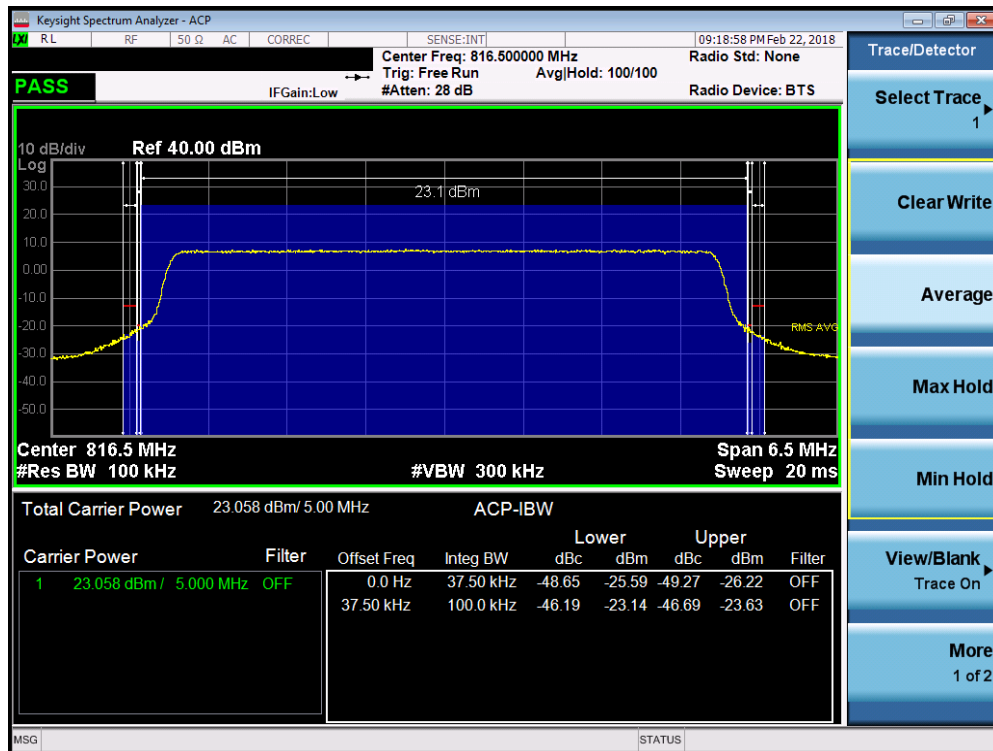 Keysight Spectrum Analyzer - ACP
LXI RL RF 50 Ω AC CORREC SENSE:INT 09:18:58 PM Feb 22, 2018
Center Freq: 816.500000 MHz Radio Std: None
Trig: Free Run Avg|Hold: 100/100
PASS IFGain:Low #Atten: 28 dB Radio Device: BTS
10 dB/div Ref 40.00 dBm
Log
30.0
23.1 dBm
20.0
10.0
0.00
-10.0
-20.0
RMS AVG
-30.0
-40.0
-50.0
Center 816.5 MHz Span 6.5 MHz
#Res BW 100 kHz #VBW 300 kHz Sweep 20 ms
Total Carrier Power 23.058 dBm/ 5.00 MHz ACP-IBW
Lower Upper
Carrier Power Filter Offset Freq Integ BW dBc dBm dBc dBm Filter
1 23.058 dBm / 5.000 MHz OFF 0.0 Hz 37.50 kHz -48.65 -25.59 -49.27 -26.22 OFF
37.50 kHz 100.0 kHz -46.19 -23.14 -46.69 -23.63 OFF
MSG STATUS
Trace/Detector
Select Trace
1
Clear Write
Average
Max Hold
Min Hold
View/Blank
Trace On
More
1 of 2